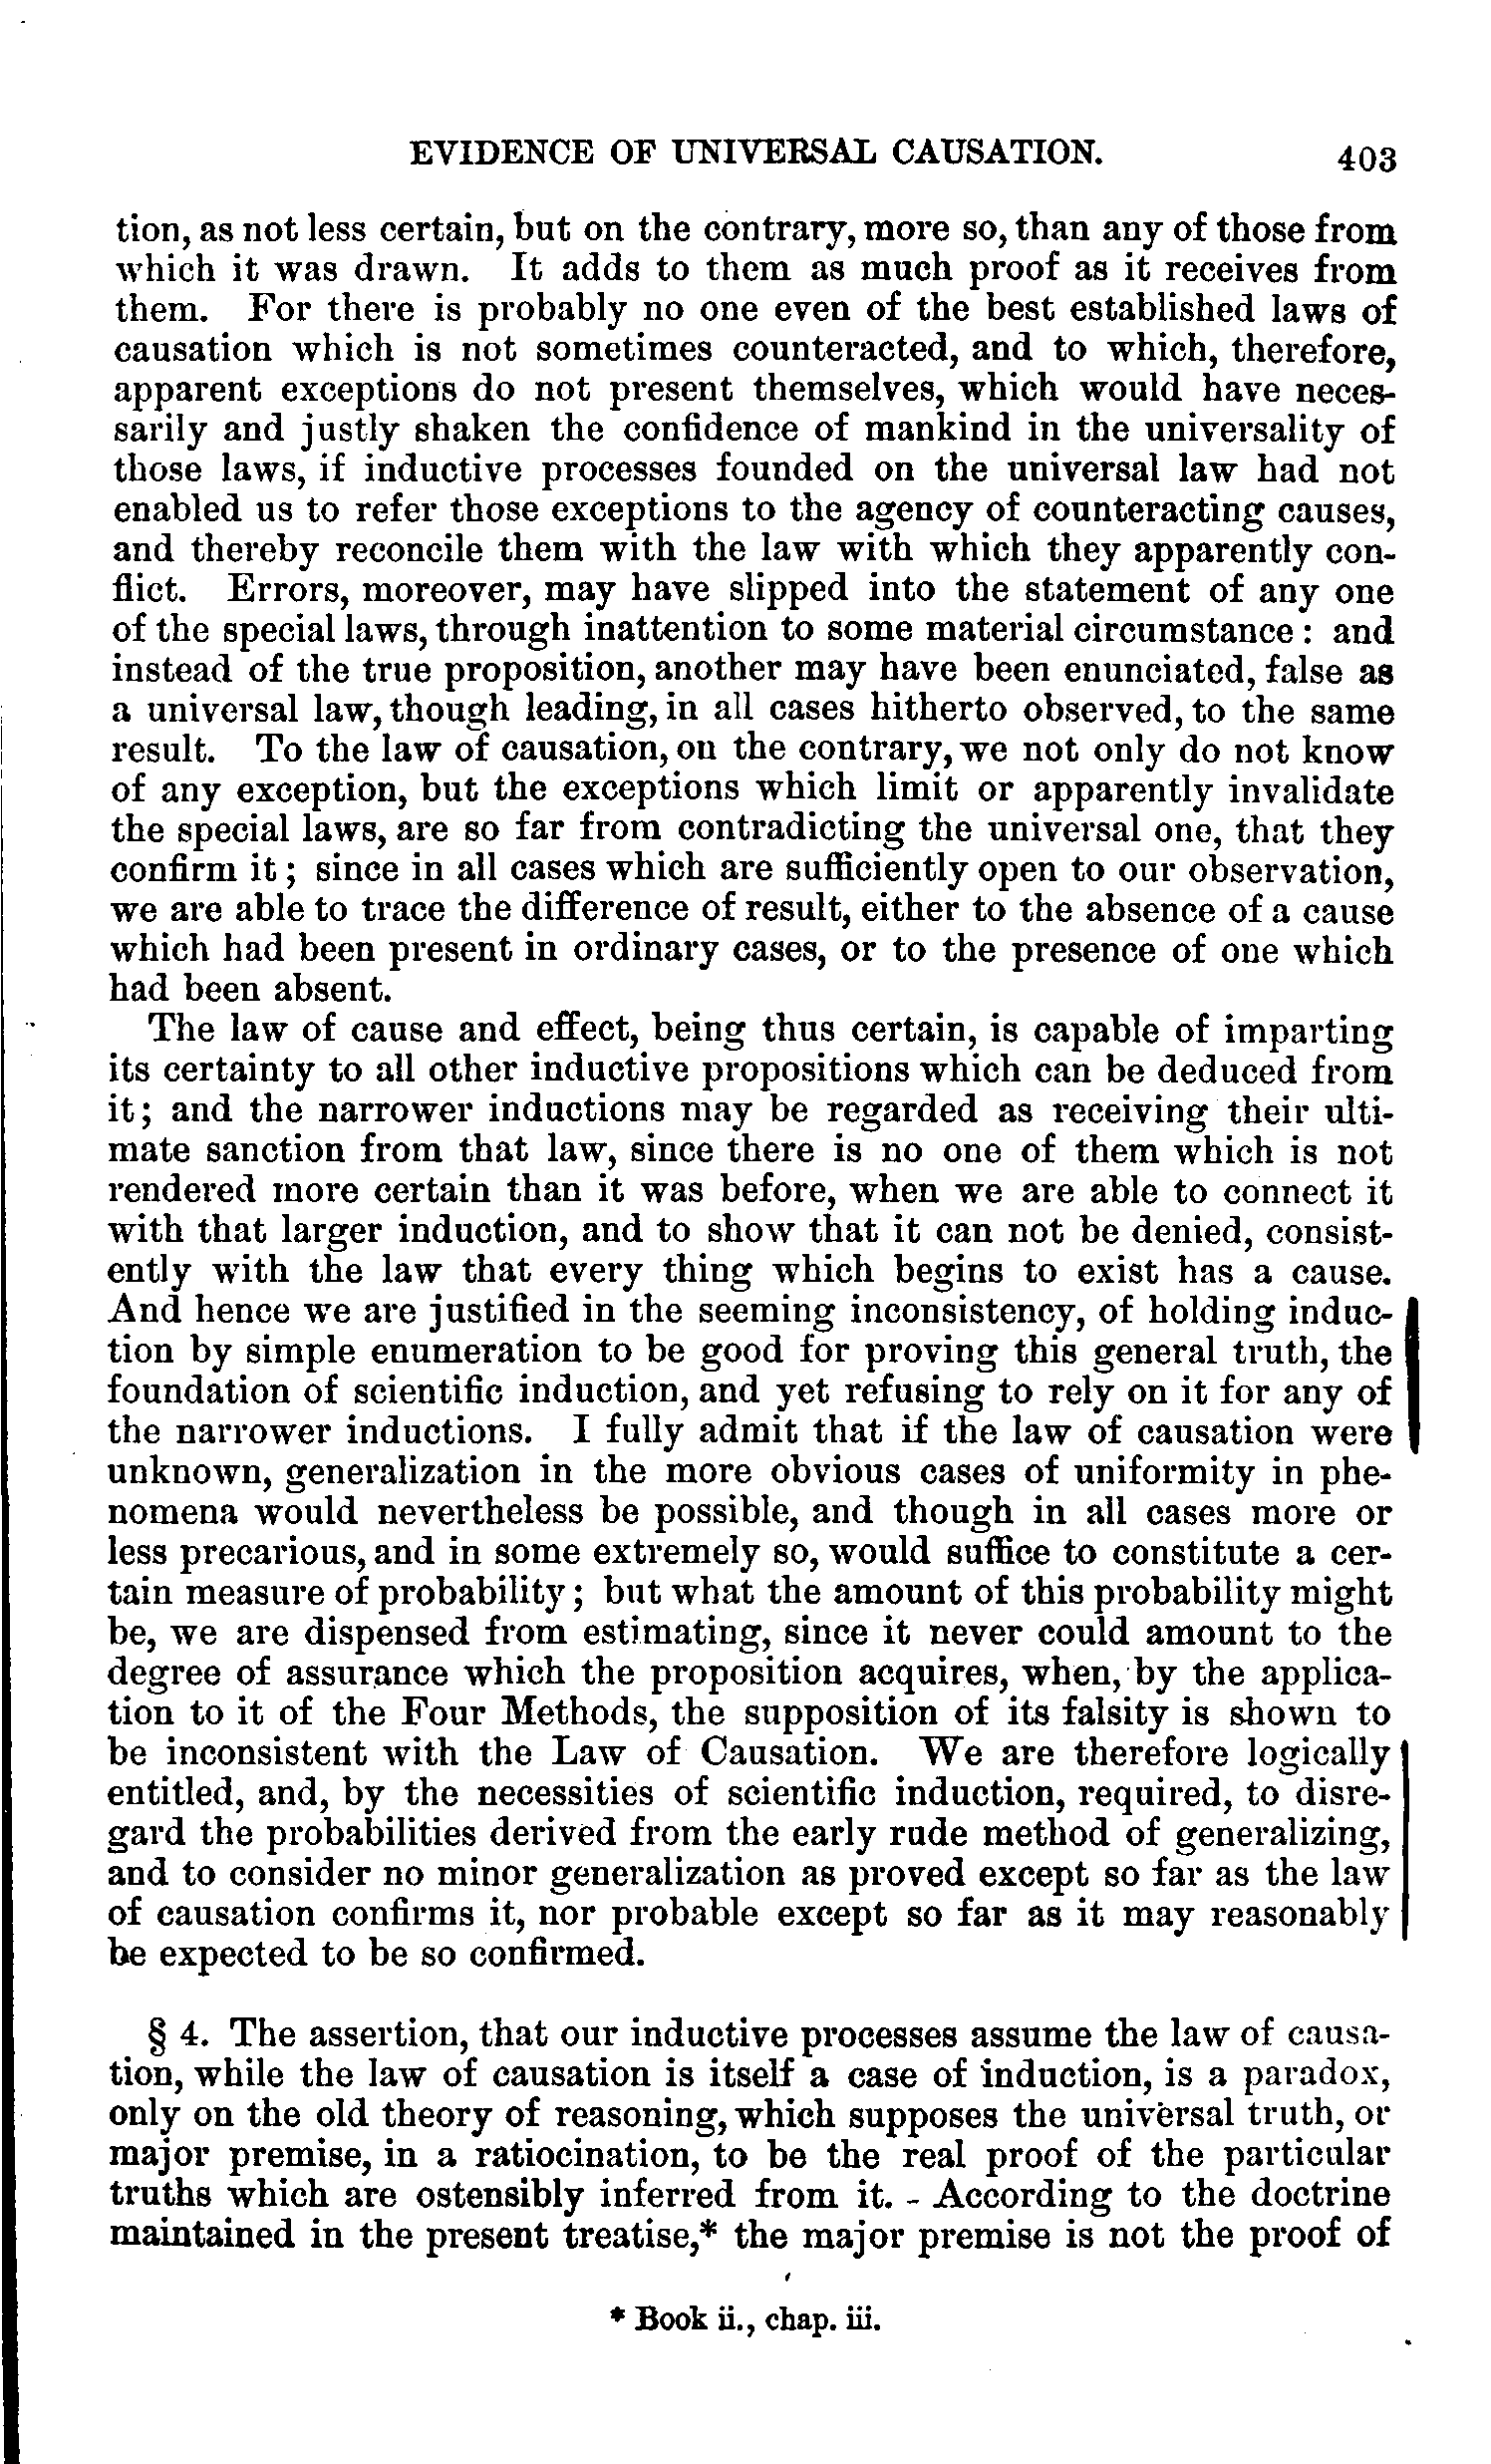 EVIDENCE OF UNIVERSAL CAUSATION. 403
tion, as not less certain, but on the contrary, more so, than any of those from
which it was drawn. It adds to them as much proof as it receives from
them. For there is probably no one even of the best established laws of
causation which is not sometimes counteracted, and to which, therefore,
apparent exceptions do not present themselves, which would have neces-
sarily and justly shaken the confidence of mankind in the universality of
those laws, if inductive processes founded on the universal law had not
enabled us to refer those exceptions to the agency of counteracting causes,
and thereby reconcile them with the law with which they apparently con-
flict. Errors, moreover, may have slipped into the statement of any one
of the special laws, through inattention to some material circumstance: and
instead of the true proposition, another may have been enunciated, false as
a universal law, though leading, in all cases hitherto observed, to the same
result. To the law of causation, on the contrary, we not only do not know
of any exception, but the exceptions which limit or apparently invalidate
the special laws, are so far from contradicting the universal one, that they
confirm it; since in all cases which are sufficiently open to our observation,
we are able to trace the difference of result, either to the absence of a cause
which had been present in ordinary cases, or to the presence of one which
had been absent.
The law of cause and effect, being thus certain, is capable of imparting
its certainty to all other inductive propositions which can be deduced from
it; and the narrower inductions may be regarded as receiving their ulti-
mate sanction from that law, since there is no one of them which is not
rendered more certain than it was before, when we are able to connect it
with that larger induction, and to show that it can not be denied, consist-
ently with the law that every thing which begins to exist has a cause.
And hence we are justified in the seeming inconsistency, of holding induc-
tion by simple enumeration to be good for proving this general truth, the
foundation of scientific induction, and yet refusing to rely on it for any of
the narrower inductions. I fully admit that if the law of causation were
unknown, generalization in the more obvious cases of uniformity in phe-
nomena would nevertheless be possible, and though in all cases more or
less precarious, and in some extremely so, would suffice to constitute a cer-
tain measure of probability; but what the amount of this probability might
be, we are dispensed from estimating, since it never could amount to the
degree of assurance which the proposition acquires, when, by the applica-
tion to it of the Four Methods, the supposition of its falsity is shown to
be inconsistent with the Law of Causation. We are therefore logically
entitled, and, by the necessities of scientific induction, required, to disre-
gard the probabilities derived from the early rude method of generalizing,
and to consider no minor generalization as proved except so far as the law
of causation confirms it, nor probable except so far as it may reasonably
be expected to be so confirmed.
§ 4. The assertion, that our inductive processes assume the law of causa-
tion, while the law of causation is itself a case of induction, is a paradox,
only on the old theory of reasoning, which supposes the universal truth, or
major premise, in a ratiocination, to be the real proof of the particular
truths which are ostensibly inferred from it. - According to the doctrine
maintained in the present treatise,* the major premise is not the proof of
* Book ii., chap. iii.